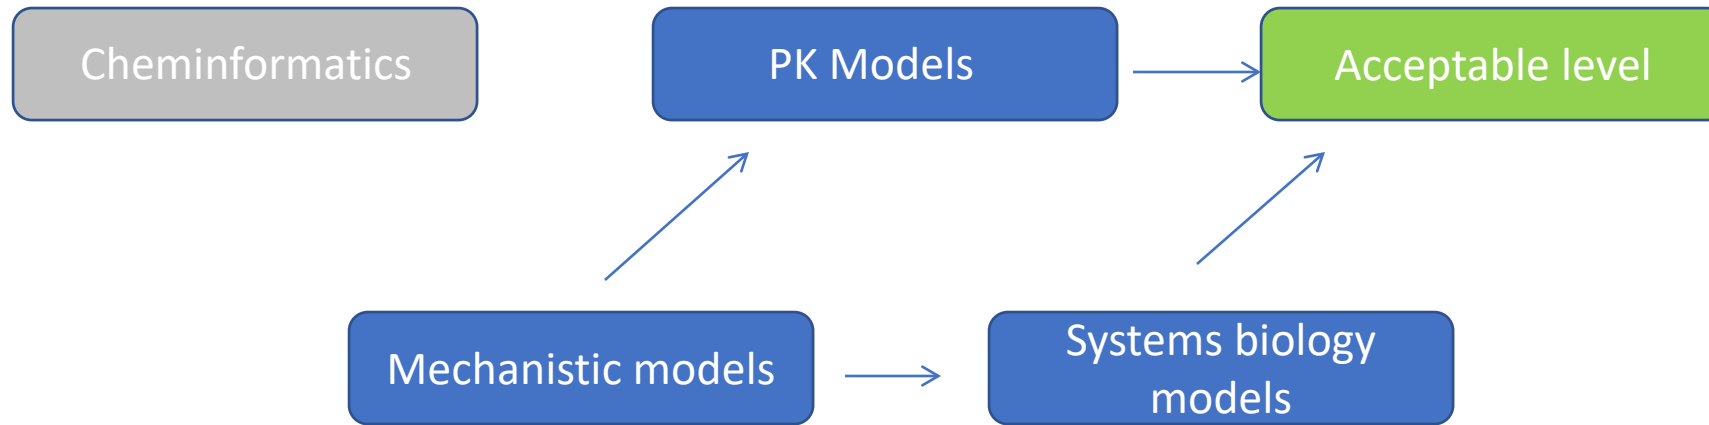 Cheminformatics
PK Models
Acceptable level
Mechanistic models
Systems biology
models